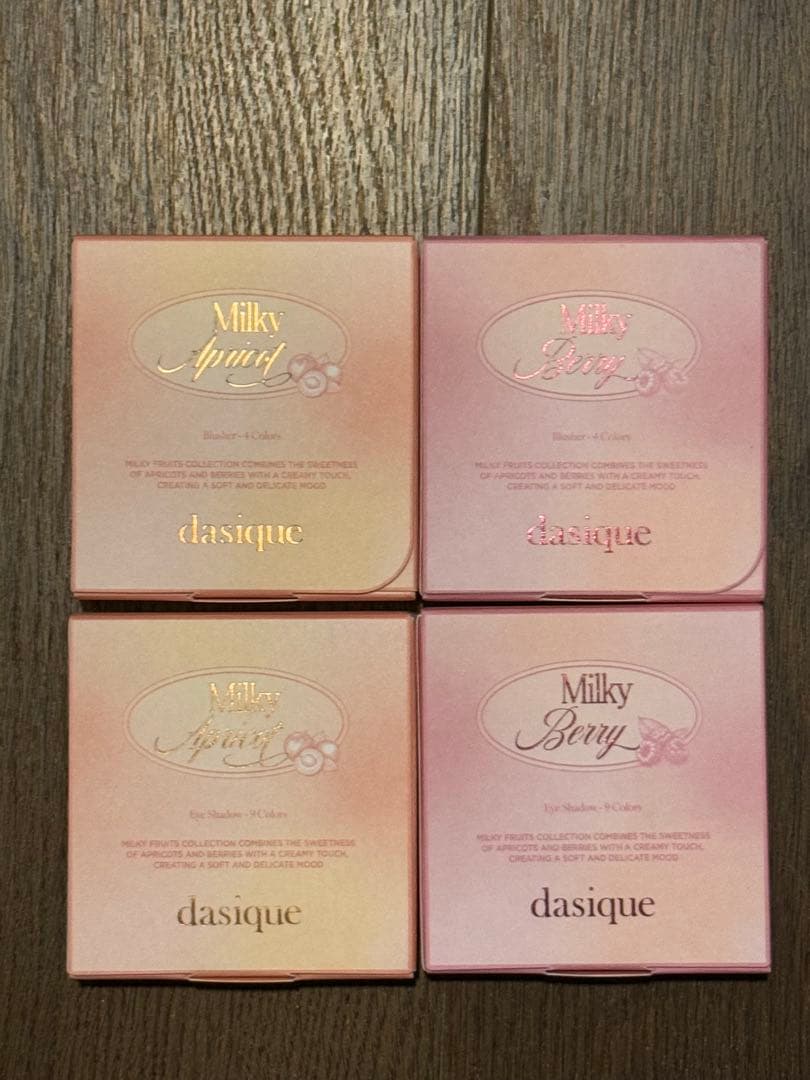 Milky
Apricot
Blusher - 4 Colors
MILKY FRUITS COLLECTION COMBINES THE SWEETNESS
OF APRICOTS AND BERRIES WITH A CREAMY TOUCH,
CREATING A SOFT AND DELICATE MOOD
dasique
Milky
Berry
Blusher - 4 Colors
MILKY FRUITS COLLECTION COMBINES THE SWEETNESS
OF APRICOTS AND BERRIES WITH A CREAMY TOUCH,
CREATING A SOFT AND DELICATE MOOD
dasique
Milky
Apricot
Eye Shadow - 9 Colors
MILKY FRUITS COLLECTION COMBINES THE SWEETNESS
OF APRICOTS AND BERRIES WITH A CREAMY TOUCH,
CREATING A SOFT AND DELICATE MOOD
dasique
Milky
Berry
Eye Shadow - 9 Colors
MILKY FRUITS COLLECTION COMBINES THE SWEETNESS
OF APRICOTS AND BERRIES WITH A CREAMY TOUCH,
CREATING A SOFT AND DELICATE MOOD
dasique